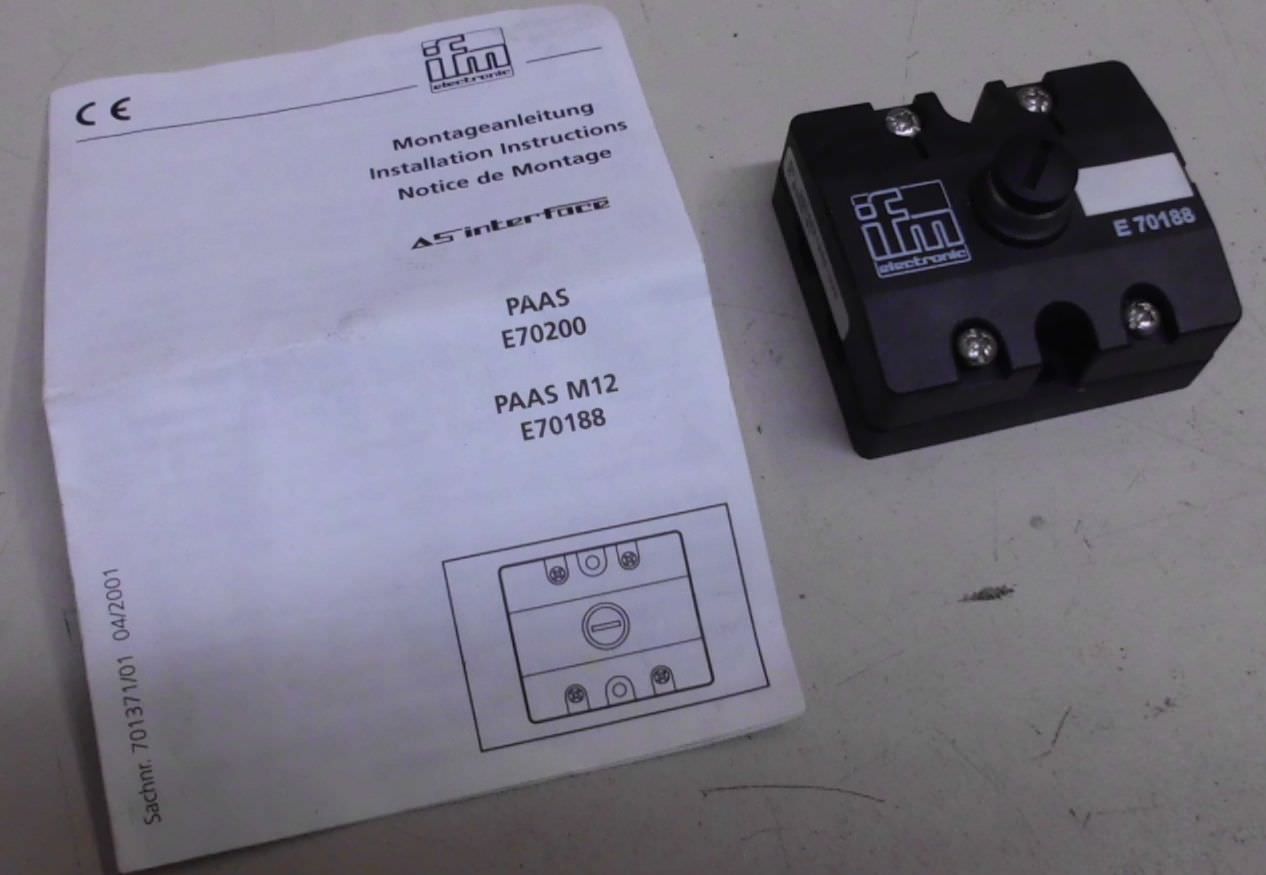 CE
ifm
electronic
Montageanleitung
Installation Instructions
Notice de Montage
AS interface
PAAS
E70200
PAAS M12
E70188
Sachnr. 701371/01 04/2001
ifm
electronic
E 70188